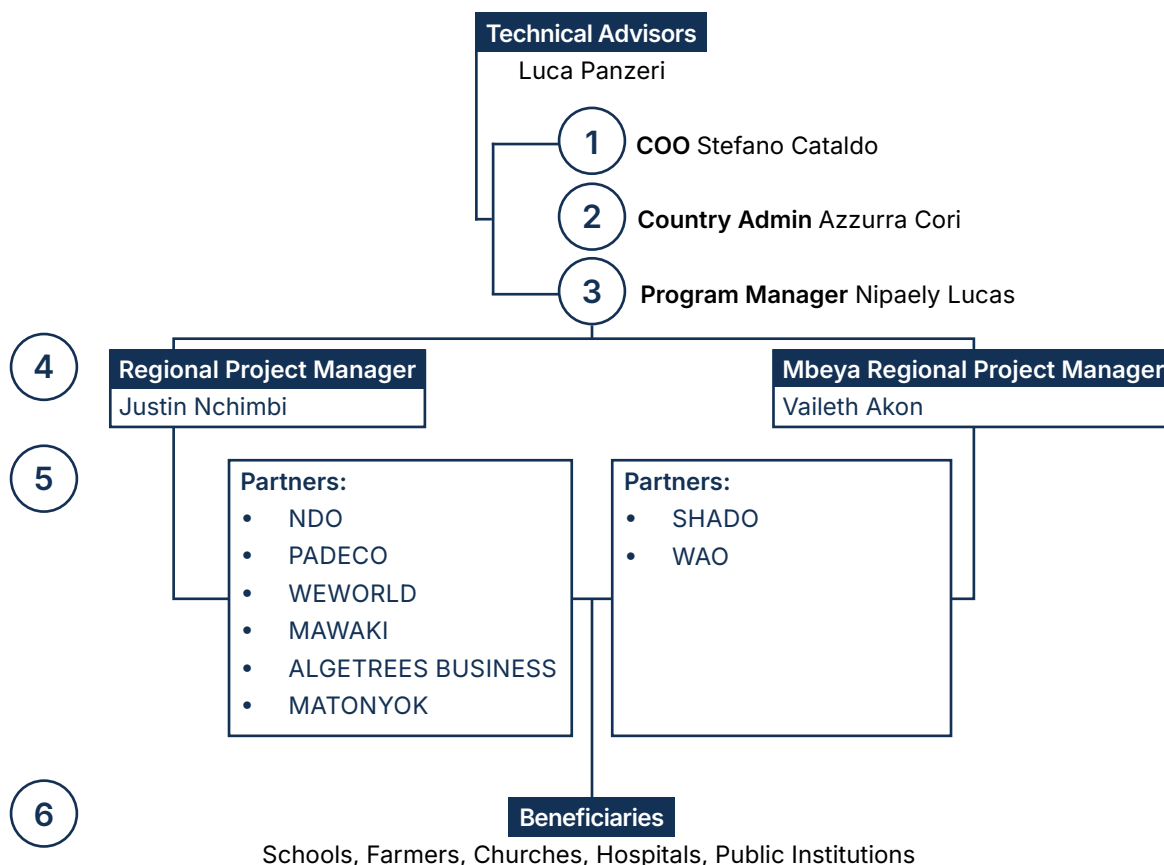 Technical Advisors
Luca Panzeri
1 COO Stefano Cataldo
2 Country Admin Azzurra Cori
3 Program Manager Nipaely Lucas
4
Regional Project Manager
Justin Nchimbi
Mbeya Regional Project Manager
Vaileth Akon
5
Partners:
• NDO
• PADECO
• WEWORLD
• MAWAKI
• ALGETREES BUSINESS
• MATONYOK
Partners:
• SHADO
• WAO
6
Beneficiaries
Schools, Farmers, Churches, Hospitals, Public Institutions